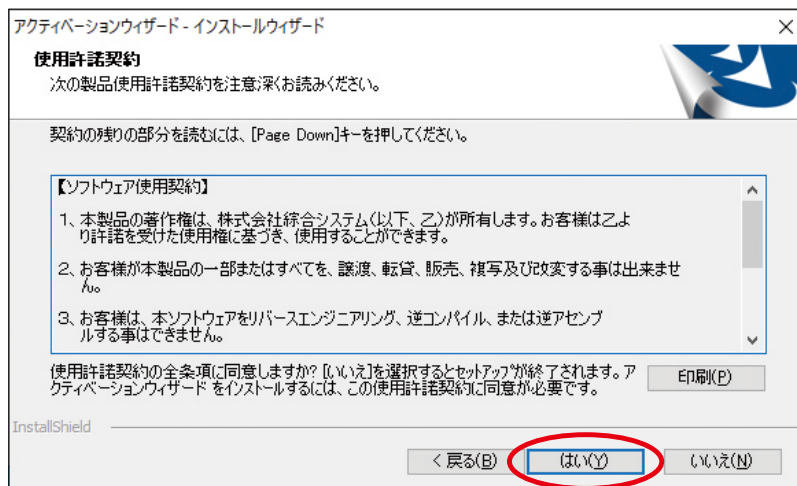 アクティベーションウィザード - インストールウィザード
使用許諾契約
次の製品使用許諾契約を注意深くお読みください。
契約の残りの部分を読むには、[Page Down]キーを押してください。
【ソフトウェア使用契約】
1、本製品の著作権は、株式会社綜合システム(以下、乙)が所有します。お客様は乙よ
り許諾を受けた使用権に基づき、使用することができます。
2、お客様が本製品の一部またはすべてを、譲渡、転貸、販売、複写及び改変する事は出来ませ
ん。
3、お客様は、本ソフトウェアをリバースエンジニアリング、逆コンパイル、または逆アセンブ
ルする事はできません。
使用許諾契約の全条項に同意しますか? [いいえ]を選択するとセットアップが終了されます。ア
クティベーションウィザード をインストールするには、この使用許諾契約に同意が必要です。
印刷(P)
InstallShield
< 戻る(B)
はい(Y)
いいえ(N)